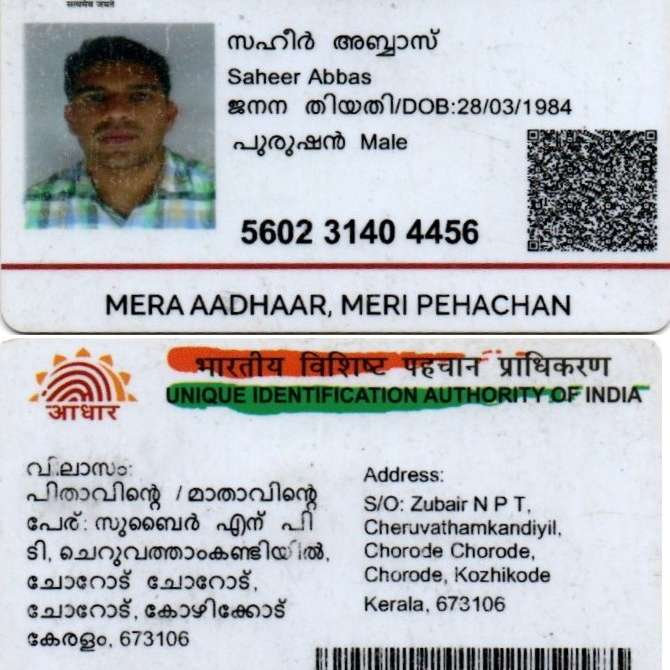 सत्यमेव जयते
സഹീർ അബ്ബാസ്
Saheer Abbas
ജനന തിയതി/DOB:28/03/1984
പുരുഷൻ Male
5602 3140 4456
MERA AADHAAR, MERI PEHACHAN
भारतीय विशिष्ट पहचान प्राधिकरण
UNIQUE IDENTIFICATION AUTHORITY OF INDIA
आधार
വിലാസം:
പിതാവിന്റെ / മാതാവിന്റെ
പേര്: സുബൈർ എൻ പി
ടി, ചെറുവത്താംകണ്ടിയിൽ,
ചോറോട് ചോറോട്,
ചോറോട്, കോഴിക്കോട്
കേരളം, 673106
Address:
S/O: Zubair N P T,
Cheruvathamkandiyil,
Chorode Chorode,
Chorode, Kozhikode
Kerala, 673106